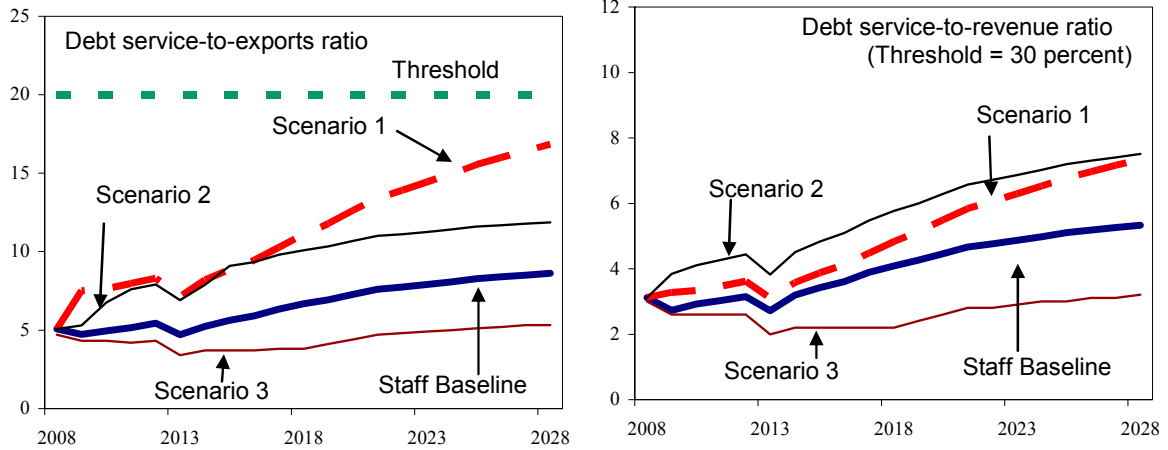 Debt service-to-exports ratio
25
20
15
10
5
0
Threshold
Scenario 1
Scenario 2
Scenario 3
Staff Baseline
2008 2013 2018 2023 2028
Debt service-to-revenue ratio
(Threshold = 30 percent)
12
10
8
6
4
2
0
Scenario 1
Scenario 2
Scenario 3
Staff Baseline
2008 2013 2018 2023 2028